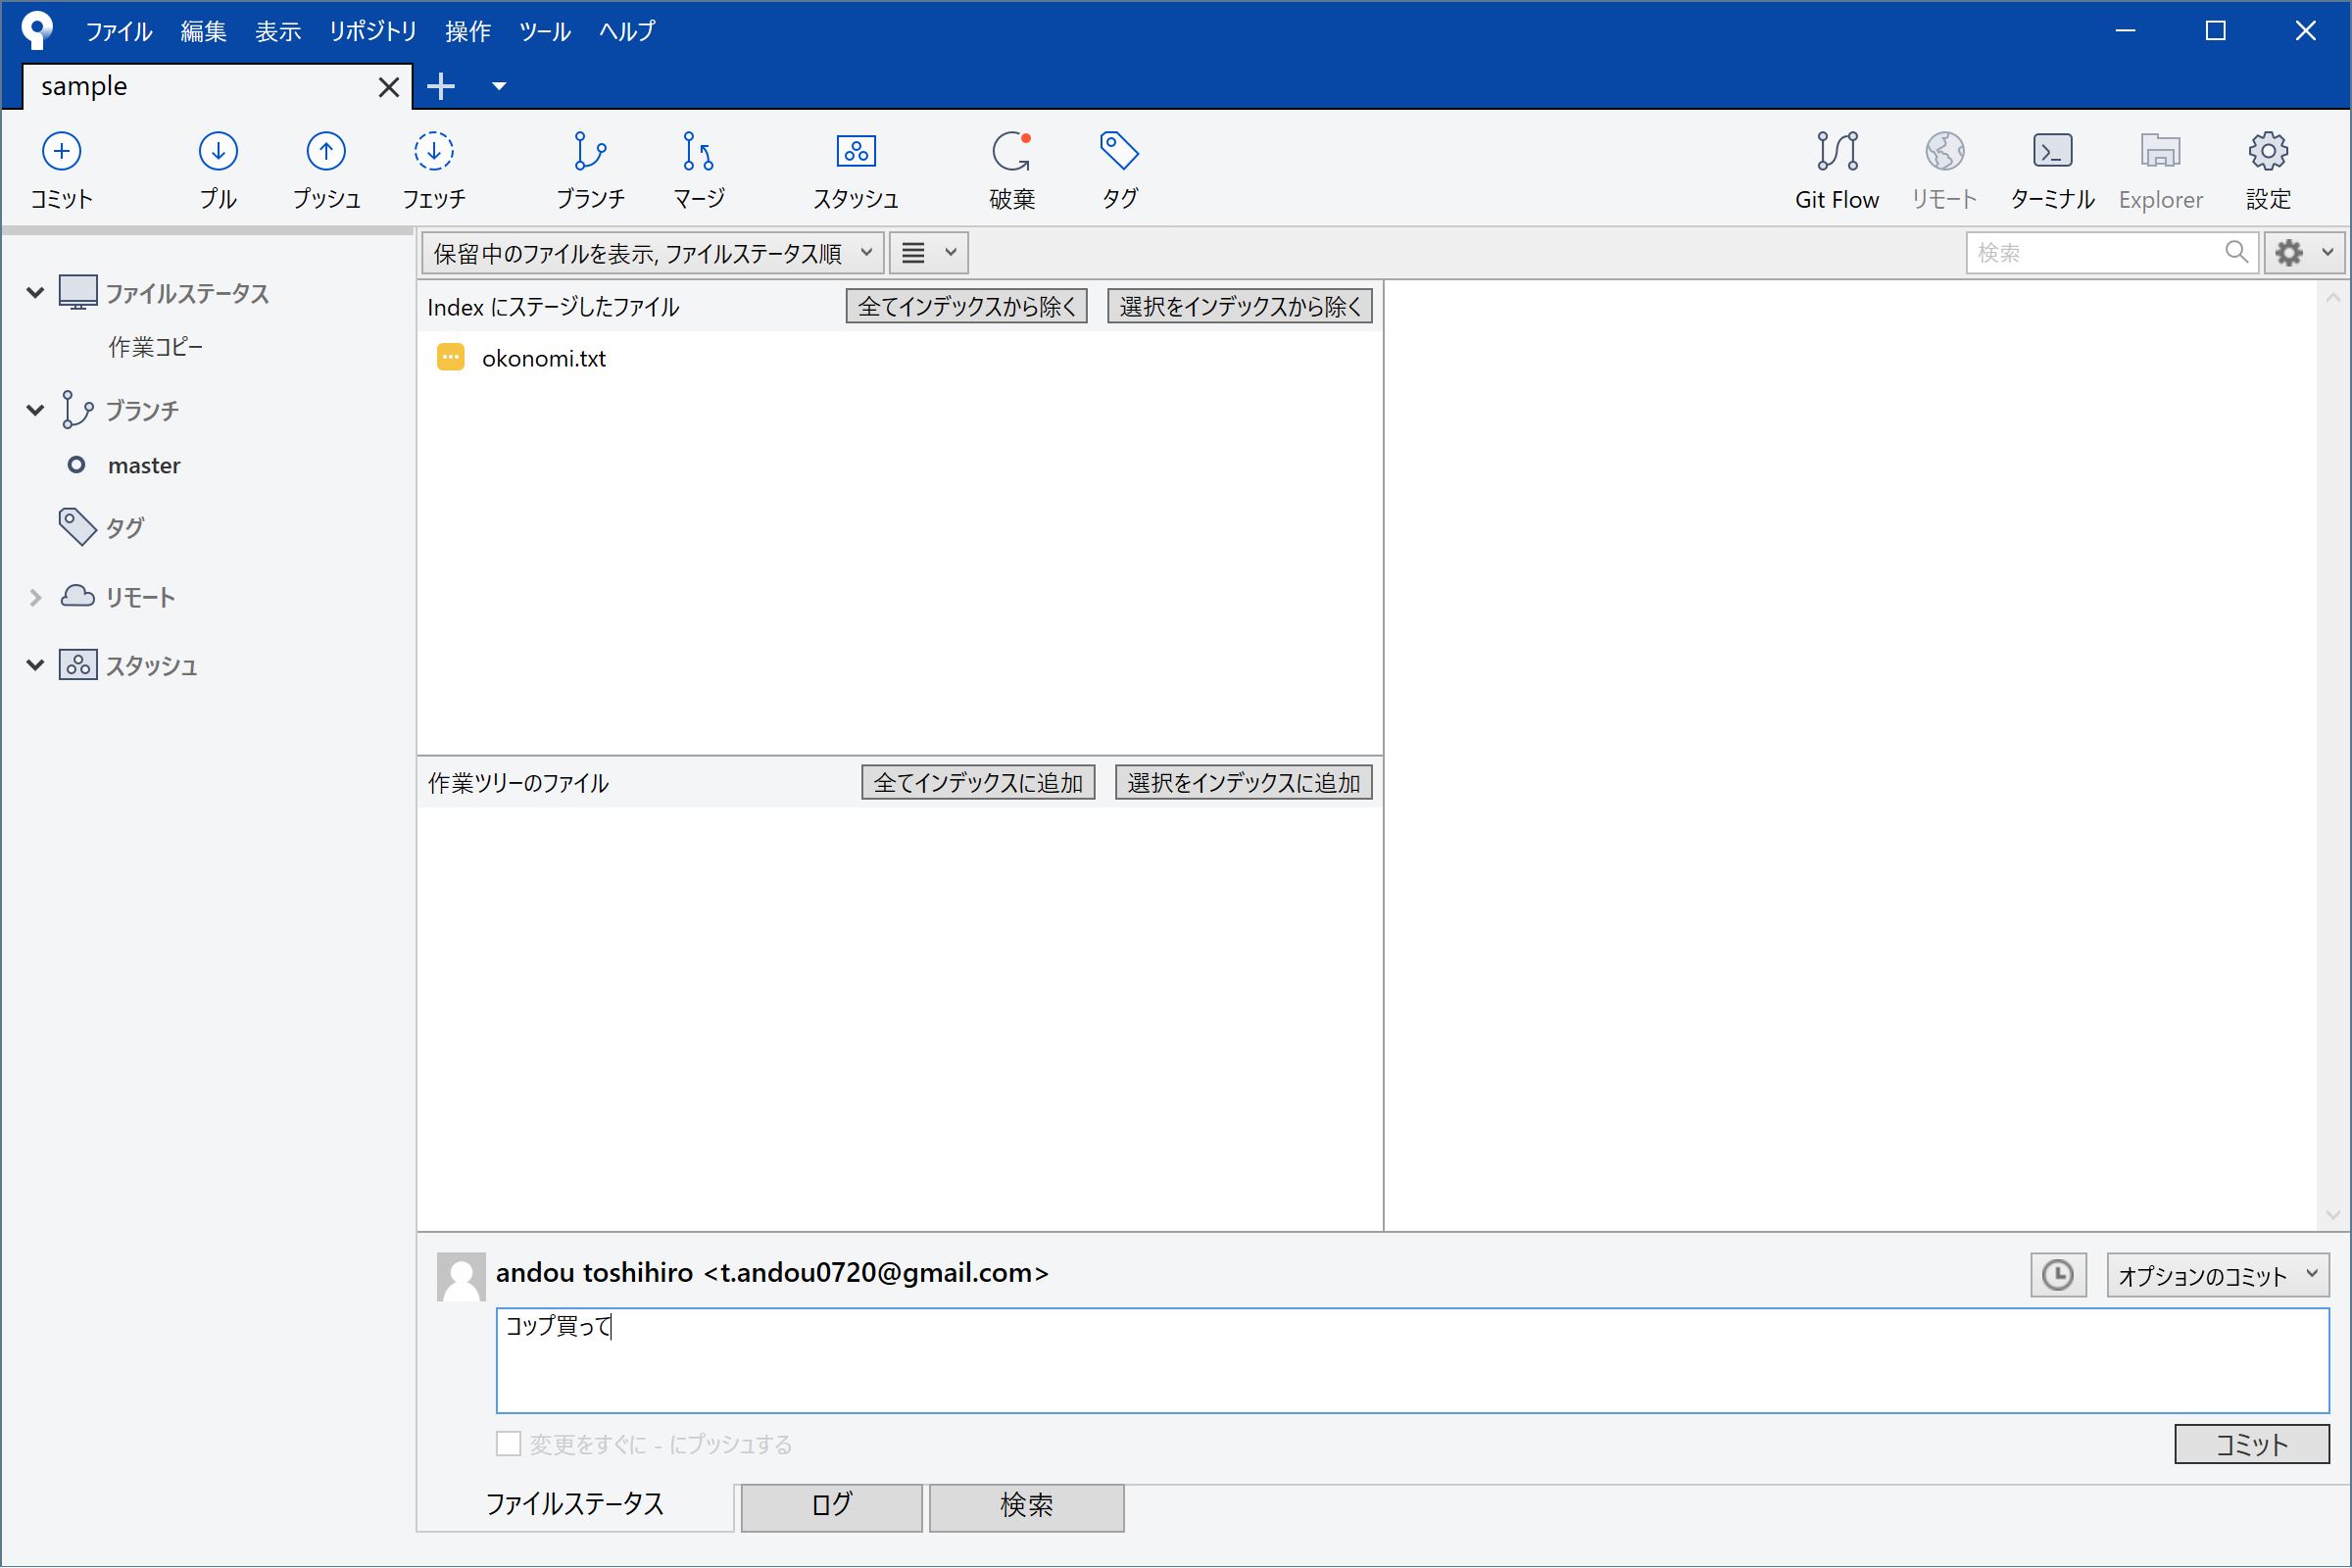 ファイル 編集 表示 リポジトリ 操作 ツール ヘルプ
sample
コミット プル プッシュ フェッチ ブランチ マージ スタッシュ 破棄 タグ Git Flow リモート ターミナル Explorer 設定
保留中のファイルを表示, ファイルステータス順 検索
ファイルステータス
作業コピー
ブランチ
master
タグ
リモート
スタッシュ
Index にステージしたファイル 全てインデックスから除く 選択をインデックスから除く
okonomi.txt
作業ツリーのファイル 全てインデックスに追加 選択をインデックスに追加
andou toshihiro <t.andou0720@gmail.com> オプションのコミット
コップ買って
変更をすぐに - にプッシュする コミット
ファイルステータス ログ 検索